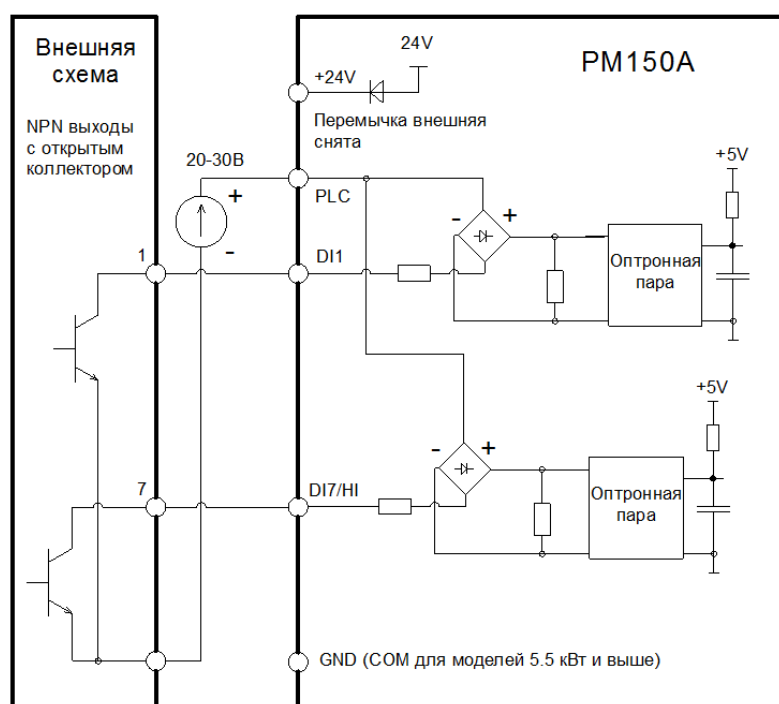 Внешняя
схема
NPN выходы
с открытым
коллектором
20-30В
+
-
1
7
PM150A
24V
+24V
Перемычка внешняя
снята
PLC
DI1
- +
+5V
Оптронная
пара
DI7/HI
- +
+5V
Оптронная
пара
GND (COM для моделей 5.5 кВт и выше)